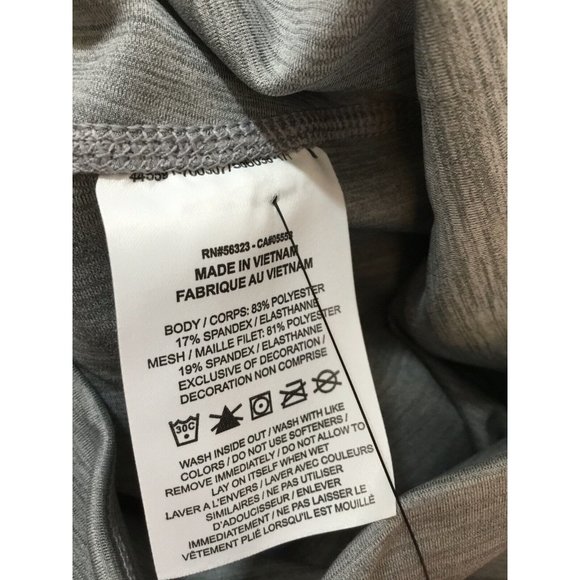 RN#56323 - CA#05553
MADE IN VIETNAM
FABRIQUE AU VIETNAM
BODY / CORPS: 83% POLYESTER
17% SPANDEX / ELASTHANNE
MESH / MAILLE FILET: 81% POLYESTER
19% SPANDEX / ELASTHANNE
EXCLUSIVE OF DECORATION /
DECORATION NON COMPRISE
30C
WASH INSIDE OUT / WASH WITH LIKE
COLORS / DO NOT USE SOFTENERS /
REMOVE IMMEDIATELY / DO NOT ALLOW TO
LAY ON ITSELF WHEN WET
LAVER A L'ENVERS / LAVER AVEC COULEURS
SIMILAIRES / NE PAS UTILISER
D'ADOUCISSEUR / ENLEVER
IMMÉDIATEMENT / NE PAS LAISSER LE
VÊTEMENT PLIÉ LORSQU'IL EST MOUILLÉ